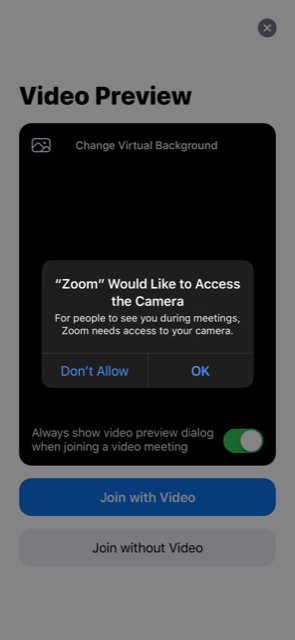 Video Preview
Change Virtual Background
“Zoom” Would Like to Access
the Camera
For people to see you during meetings,
Zoom needs access to your camera.
Don’t Allow
OK
Always show video preview dialog
when joining a video meeting
Join with Video
Join without Video